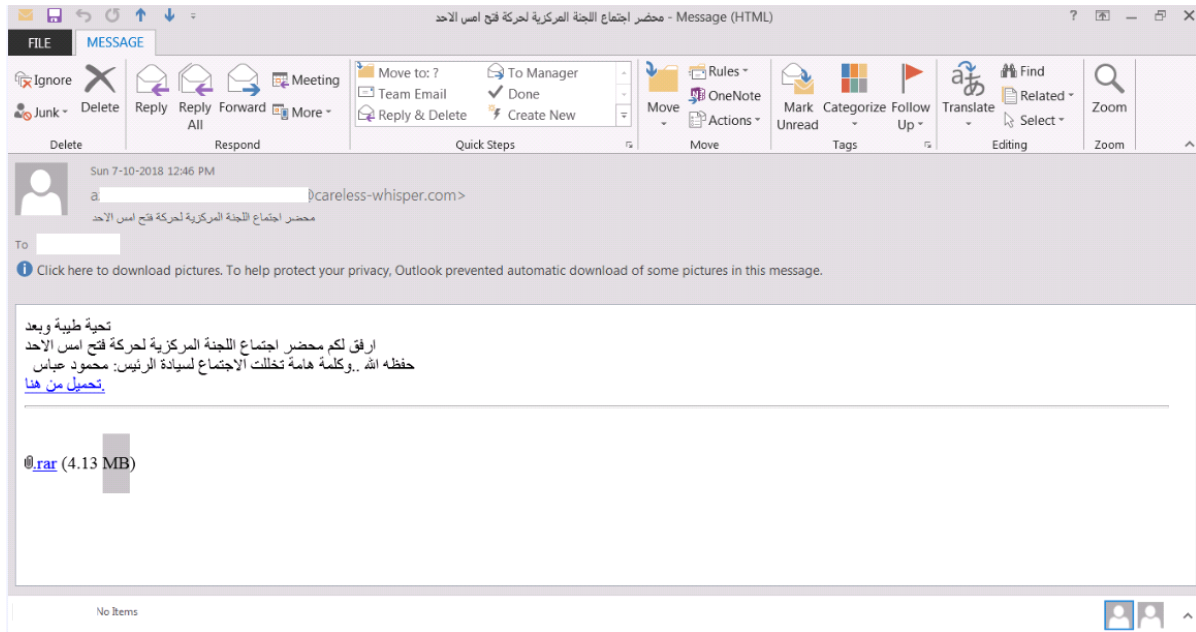 محضر اجتماع اللجنة المركزية لحركة فتح امس الاحد - Message (HTML)
FILE
MESSAGE
Ignore
Junk
Delete
Reply
Reply All
Forward
Meeting
More
Move to: ?
Team Email
Reply & Delete
To Manager
Done
Create New
Move
Rules
OneNote
Actions
Mark Unread
Categorize
Follow Up
Translate
Find
Related
Select
Zoom
Delete
Respond
Quick Steps
Move
Tags
Editing
Zoom
Sun 7-10-2018 12:46 PM
a @careless-whisper.com>
محضر اجتماع اللجنة المركزية لحركة فتح امس الاحد
To
Click here to download pictures. To help protect your privacy, Outlook prevented automatic download of some pictures in this message.
تحية طيبة وبعد
ارفق لكم محضر اجتماع اللجنة المركزية لحركة فتح امس الاحد
حفظه الله ..وكلمة هامة تخللت الاجتماع لسيادة الرئيس: محمود عباس
تحميل من هنا.
.rar (4.13 MB)
No Items